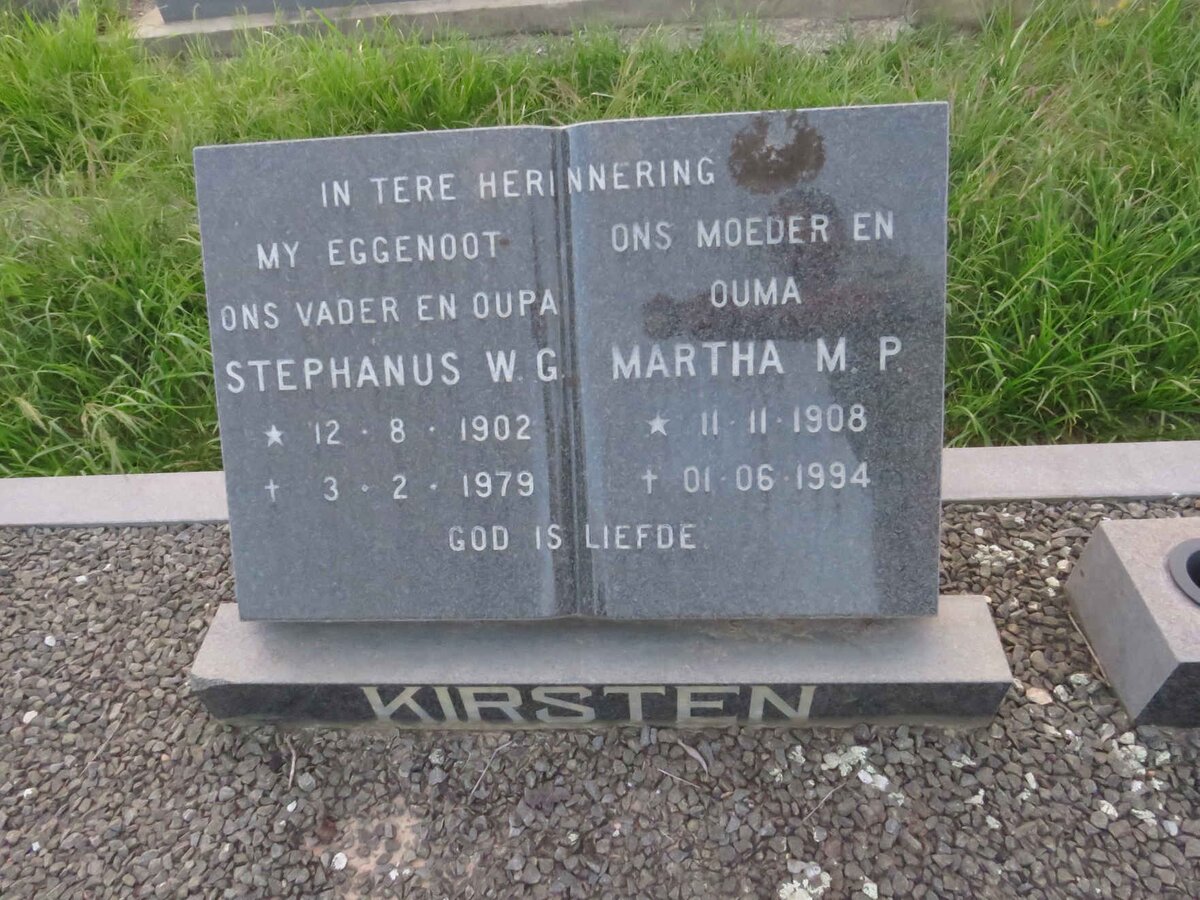 IN TERE HERINNERING
MY EGGENOOT
ONS VADER EN OUPA
STEPHANUS W. G.
★ 12 · 8 · 1902
† 3 · 2 · 1979
ONS MOEDER EN
OUMA
MARTHA M. P.
★ 11 · 11 · 1908
† 01 · 06 · 1994
GOD IS LIEFDE
KIRSTEN